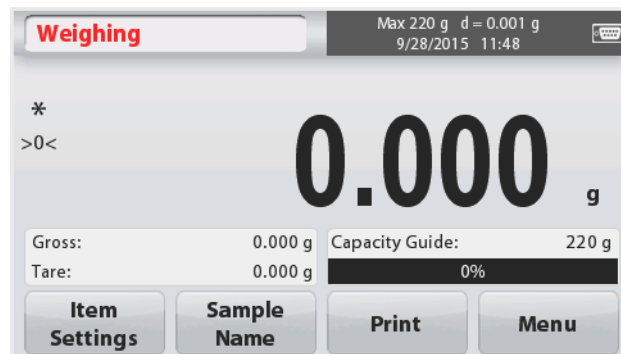 Weighing
Max 220 g d = 0.001 g
9/28/2015 11:48
*
>0<
0.000 g
Gross: 0.000 g
Tare: 0.000 g
Capacity Guide: 220 g
0%
Item
Settings
Sample
Name
Print
Menu